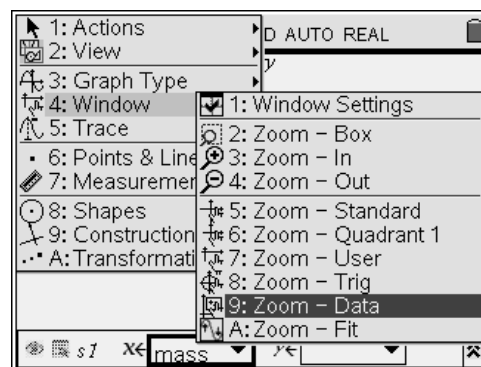 1: Actions
D AUTO REAL
2: View
y
3: Graph Type
4: Window
1: Window Settings
5: Trace
2: Zoom – Box
6: Points & Line
3: Zoom – In
7: Measuremer
4: Zoom – Out
8: Shapes
5: Zoom – Standard
9: Construction
6: Zoom – Quadrant 1
A: Transformati
7: Zoom – User
8: Zoom – Trig
9: Zoom – Data
A: Zoom – Fit
s1 x← mass ▼ y← ▼